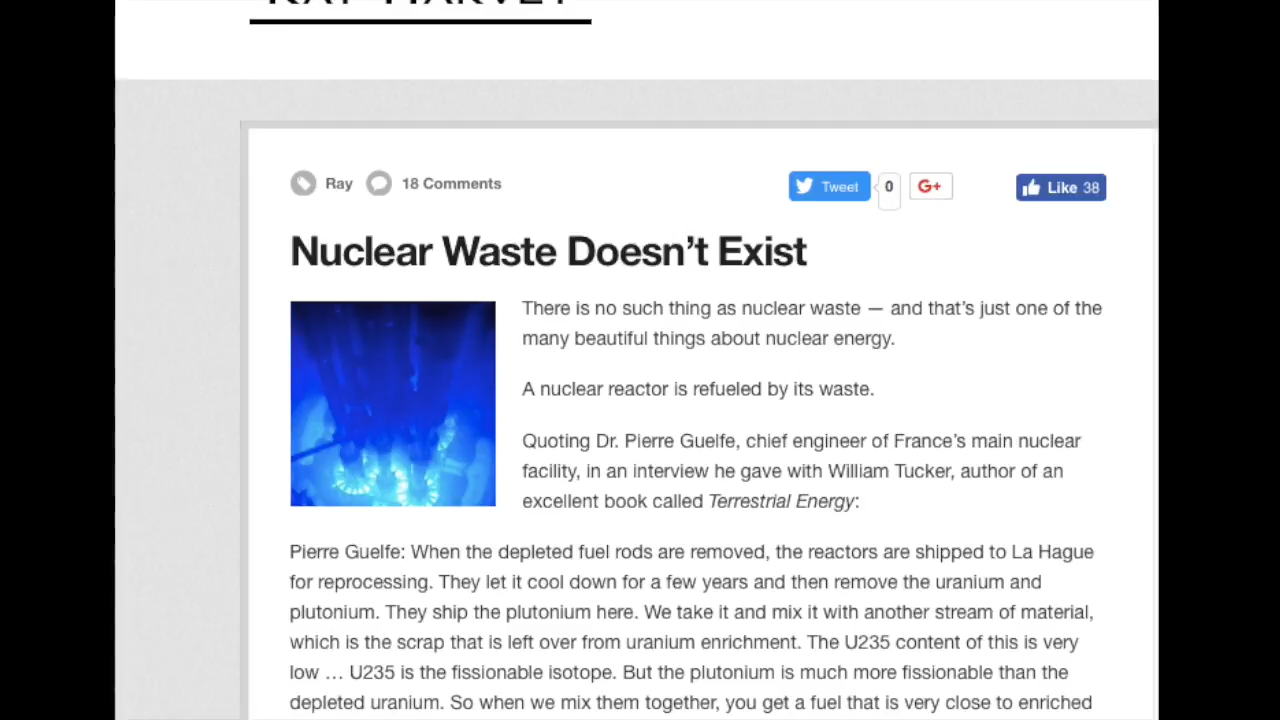 RAY HARVEY
Ray
18 Comments
Tweet
0
G+
Like 38
Nuclear Waste Doesn’t Exist
There is no such thing as nuclear waste — and that’s just one of the
many beautiful things about nuclear energy.
A nuclear reactor is refueled by its waste.
Quoting Dr. Pierre Guelfe, chief engineer of France’s main nuclear
facility, in an interview he gave with William Tucker, author of an
excellent book called Terrestrial Energy:
Pierre Guelfe: When the depleted fuel rods are removed, the reactors are shipped to La Hague
for reprocessing. They let it cool down for a few years and then remove the uranium and
plutonium. They ship the plutonium here. We take it and mix it with another stream of material,
which is the scrap that is left over from uranium enrichment. The U235 content of this is very
low … U235 is the fissionable isotope. But the plutonium is much more fissionable than the
depleted uranium. So when we mix them together, you get a fuel that is very close to enriched